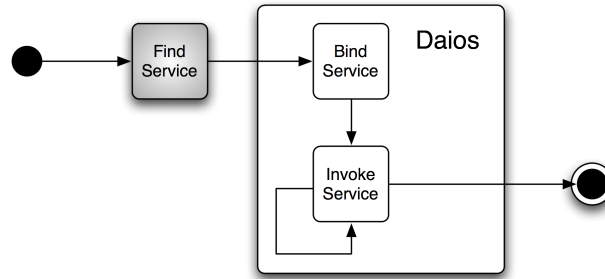 Find
Service
Bind
Service
Daios
Invoke
Service